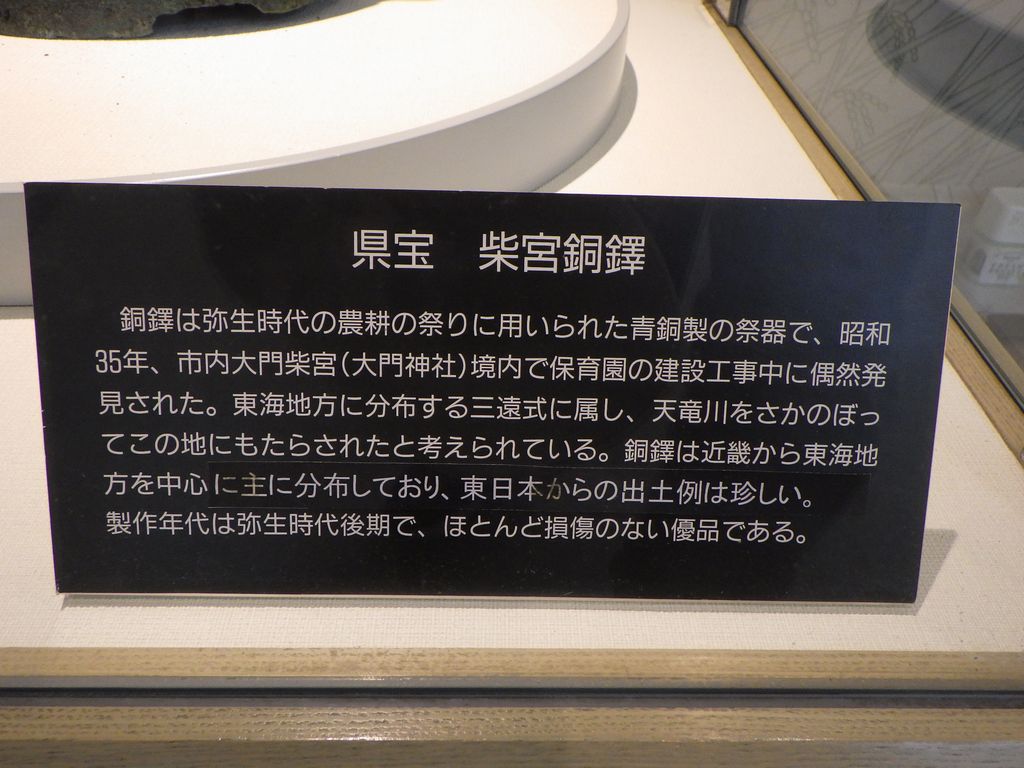 県宝　柴宮銅鐸
銅鐸は弥生時代の農耕の祭りに用いられた青銅製の祭器で、昭和
35年、市内大門柴宮（大門神社）境内で保育園の建設工事中に偶然発
見された。東海地方に分布する三遠式に属し、天竜川をさかのぼっ
てこの地にもたらされたと考えられている。銅鐸は近畿から東海地
方を中心に主に分布しており、東日本からの出土例は珍しい。
製作年代は弥生時代後期で、ほとんど損傷のない優品である。